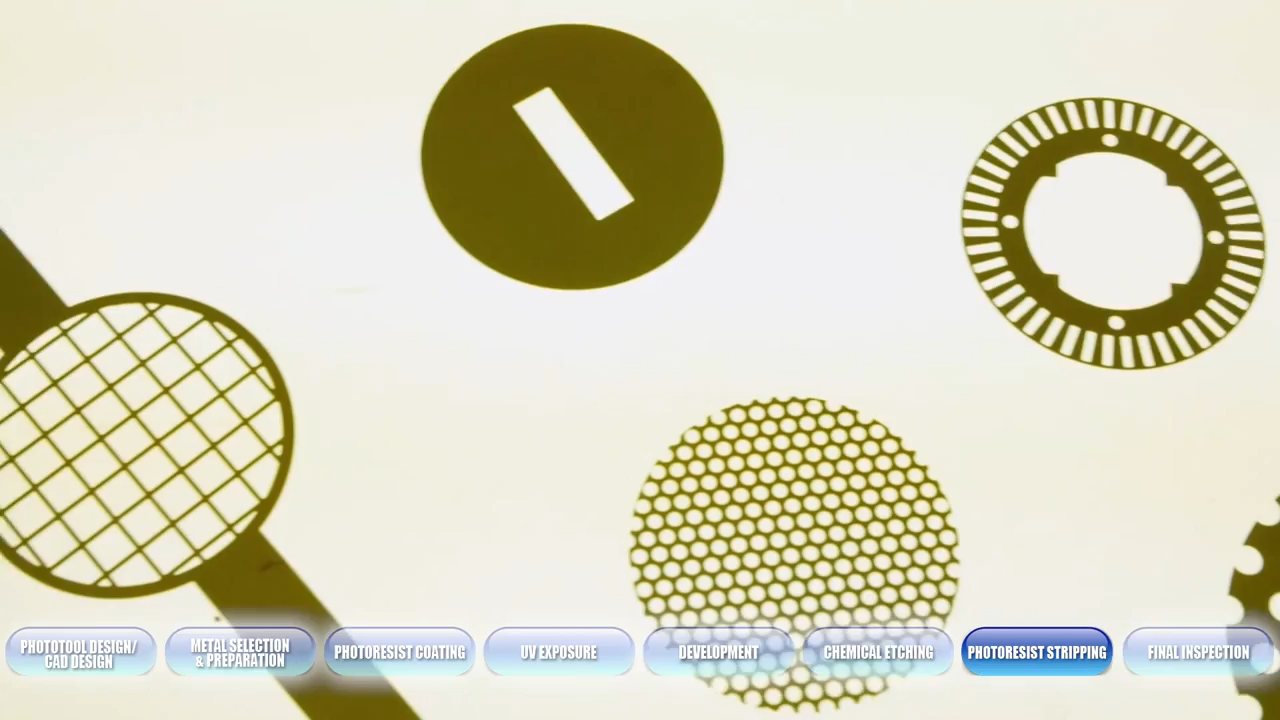 PHOTOTOOL DESIGN/
CAD DESIGN
METAL SELECTION
& PREPARATION
PHOTORESIST COATING
UV EXPOSURE
DEVELOPMENT
CHEMICAL ETCHING
PHOTORESIST STRIPPING
FINAL INSPECTION